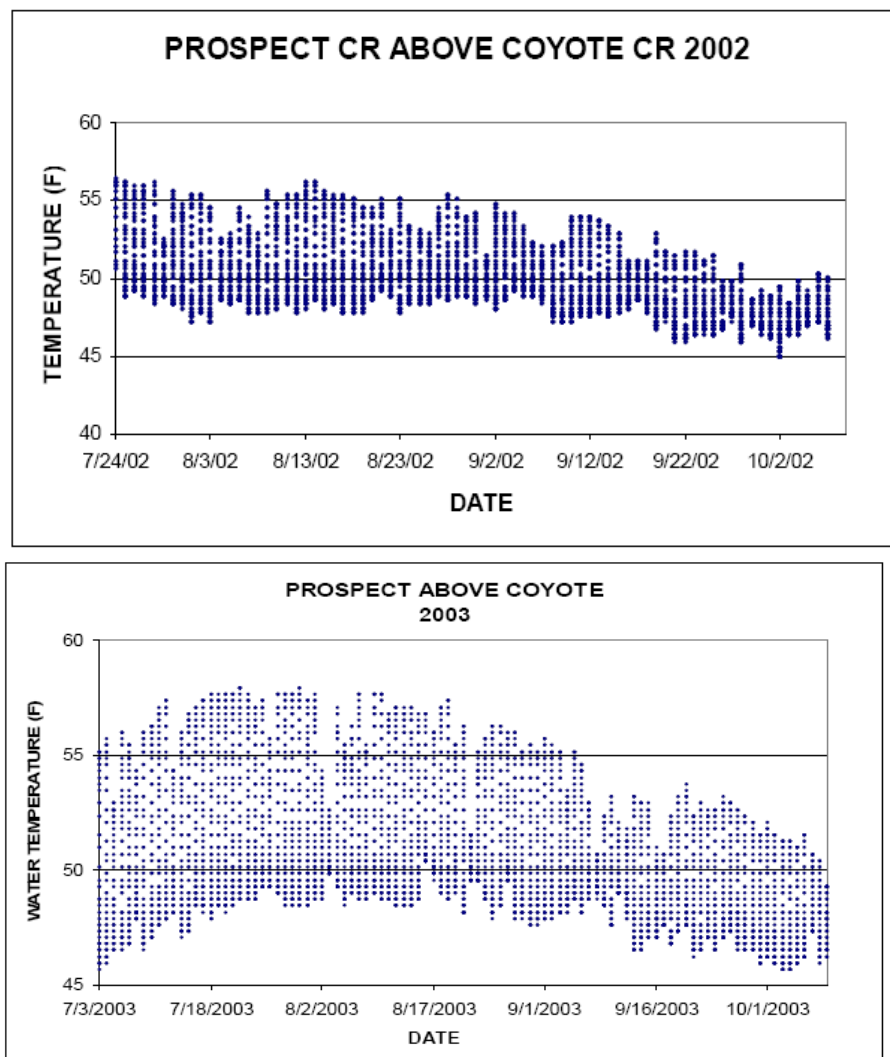 PROSPECT CR ABOVE COYOTE CR 2002
TEMPERATURE (F)
60
55
50
45
40
7/24/02 8/3/02 8/13/02 8/23/02 9/2/02 9/12/02 9/22/02 10/2/02
DATE
PROSPECT ABOVE COYOTE
2003
WATER TEMPERATURE (F)
60
55
50
45
7/3/2003 7/18/2003 8/2/2003 8/17/2003 9/1/2003 9/16/2003 10/1/2003
DATE